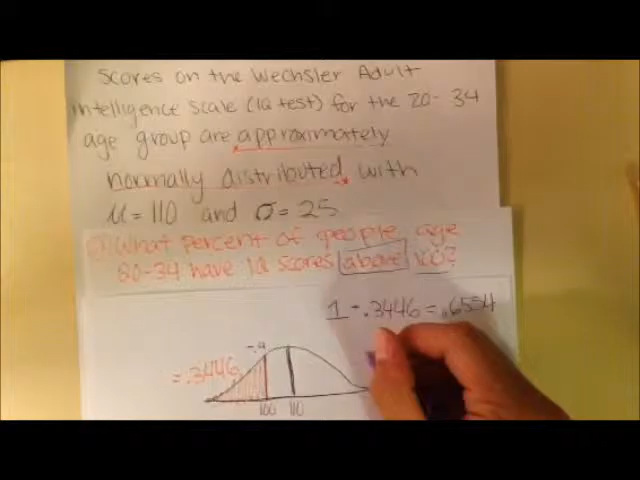 Scores on the Wechsler Adult
Intelligence Scale (IQ test) for the 20-34
age group are approximately
normally distributed with
μ = 110 and σ = 25
What percent of people age
20-34 have IQ scores above 100?
1 - .3446 = .6554
-.4
= .3446
100 110